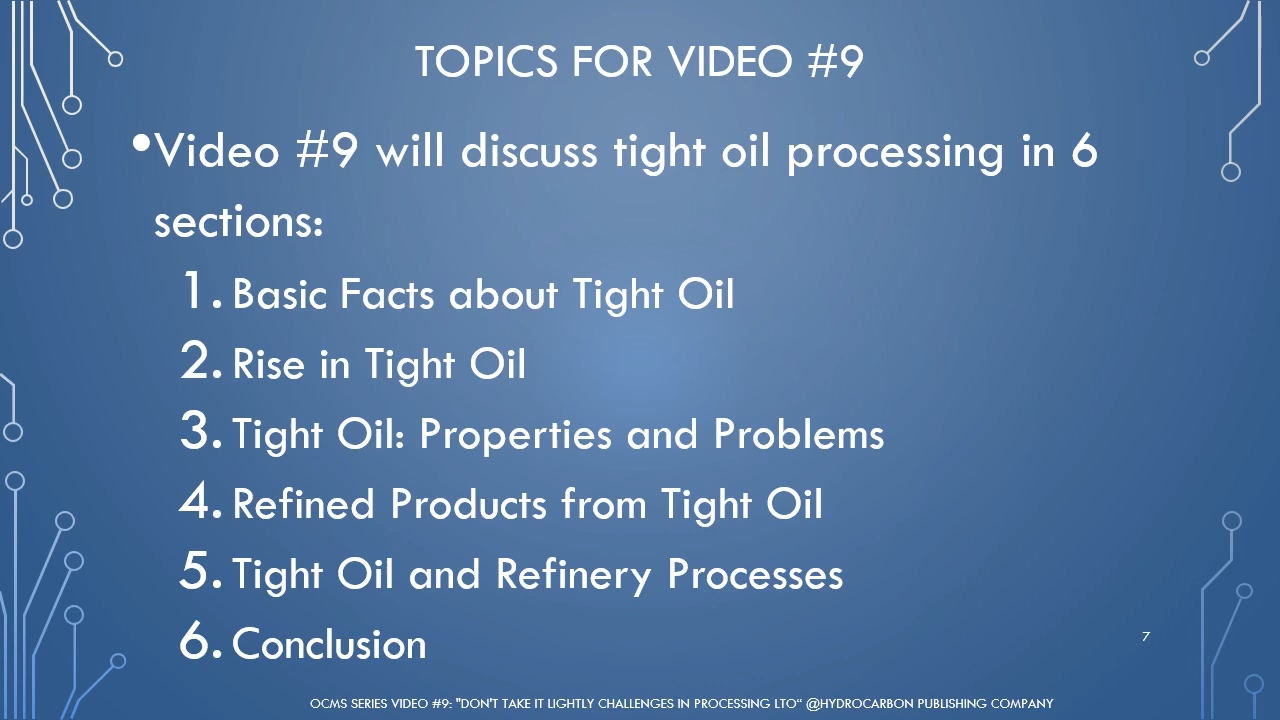 TOPICS FOR VIDEO #9
•Video #9 will discuss tight oil processing in 6
sections:
1. Basic Facts about Tight Oil
2. Rise in Tight Oil
3. Tight Oil: Properties and Problems
4. Refined Products from Tight Oil
5. Tight Oil and Refinery Processes
6. Conclusion
7
OCMS SERIES VIDEO #9: "DON'T TAKE IT LIGHTLY CHALLENGES IN PROCESSING LTO“ @HYDROCARBON PUBLISHING COMPANY